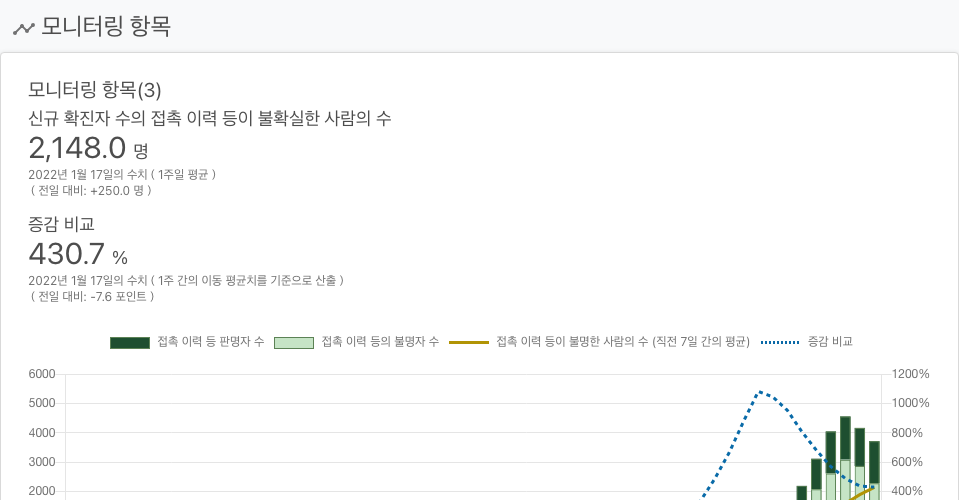 모니터링 항목
모니터링 항목(3)
신규 확진자 수의 접촉 이력 등이 불확실한 사람의 수
2,148.0 명
2022년 1월 17일의 수치 ( 1주일 평균 )
( 전일 대비: +250.0 명 )
증감 비교
430.7 %
2022년 1월 17일의 수치 ( 1주 간의 이동 평균치를 기준으로 산출 )
( 전일 대비: -7.6 포인트 )
접촉 이력 등 판명자 수 접촉 이력 등의 불명자 수 접촉 이력 등이 불명한 사람의 수 (직전 7일 간의 평균) 증감 비교
6000 1200%
5000 1000%
4000 800%
3000 600%
2000 400%